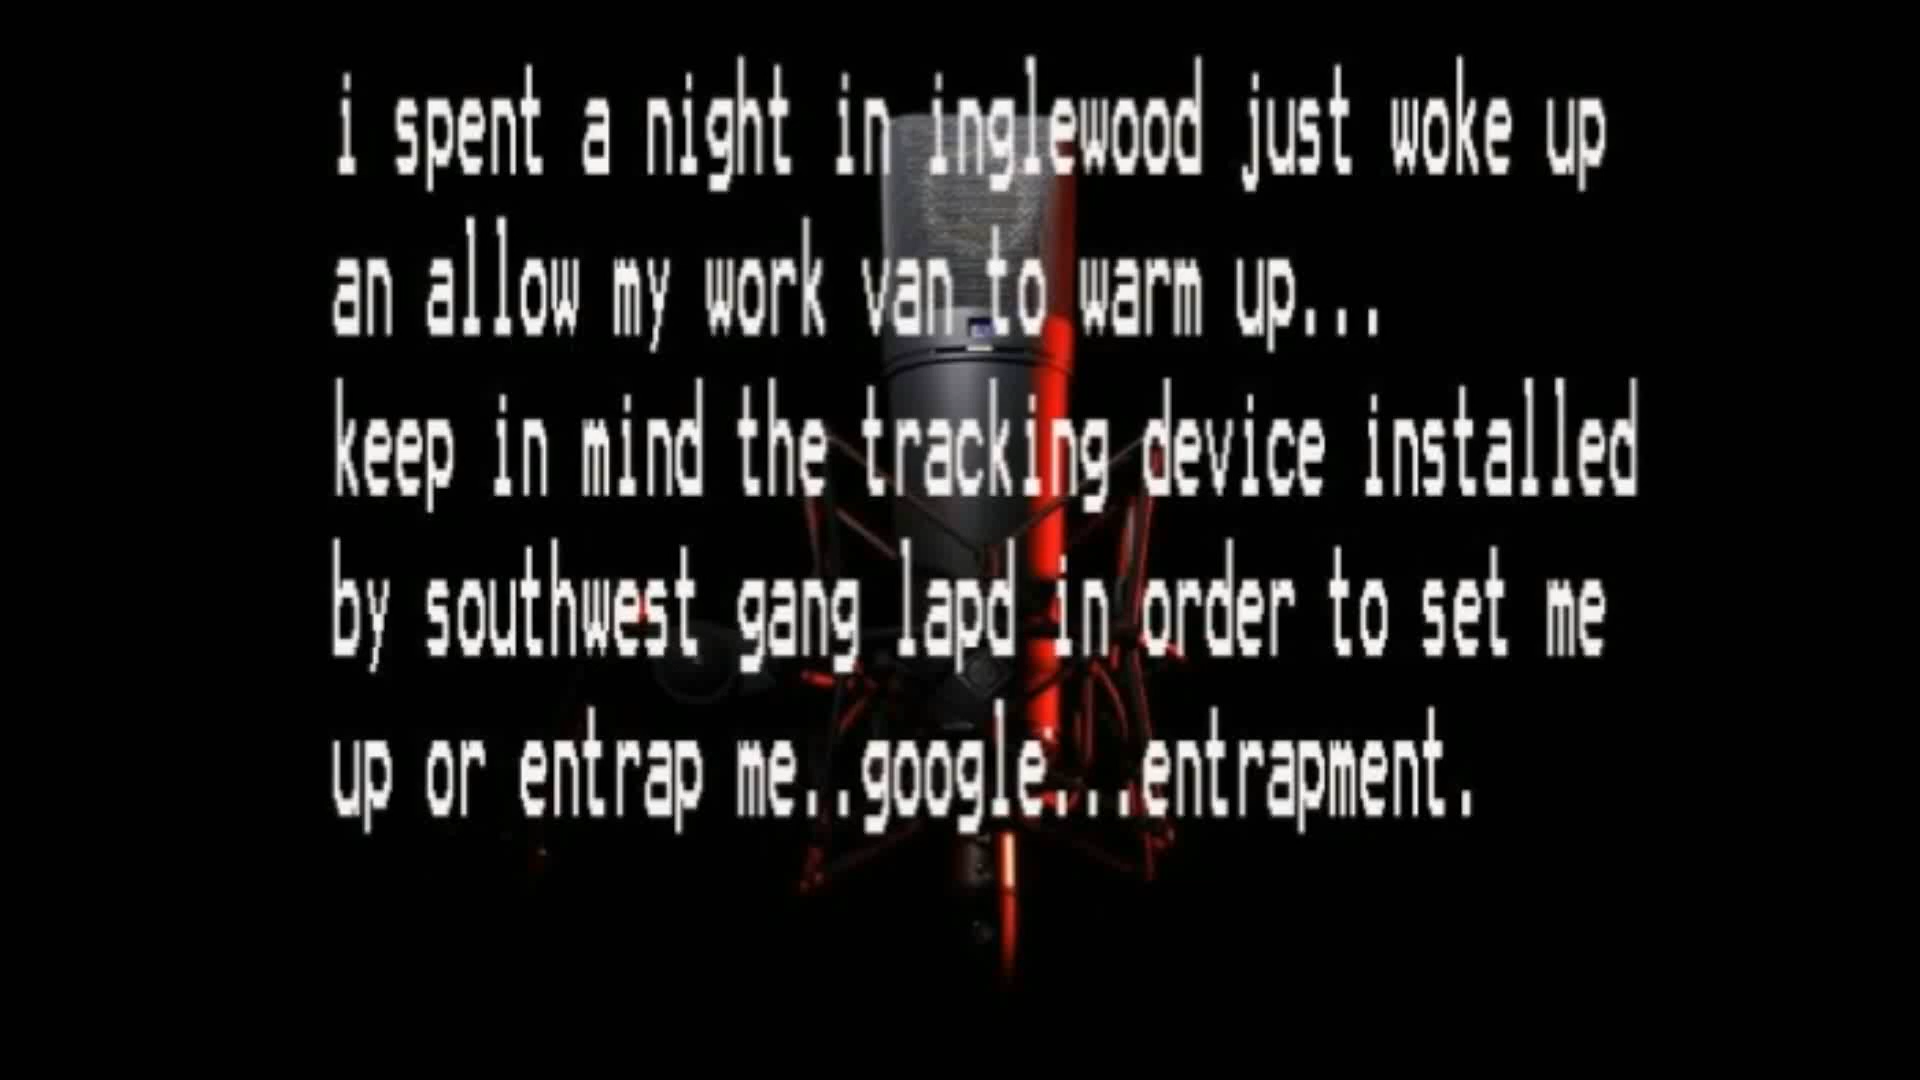 i spent a night in inglewood just woke up
an allow my work van to warm up...
keep in mind the tracking device installed
by southwest gang lapd in order to set me
up or entrap me..google...entrapment.